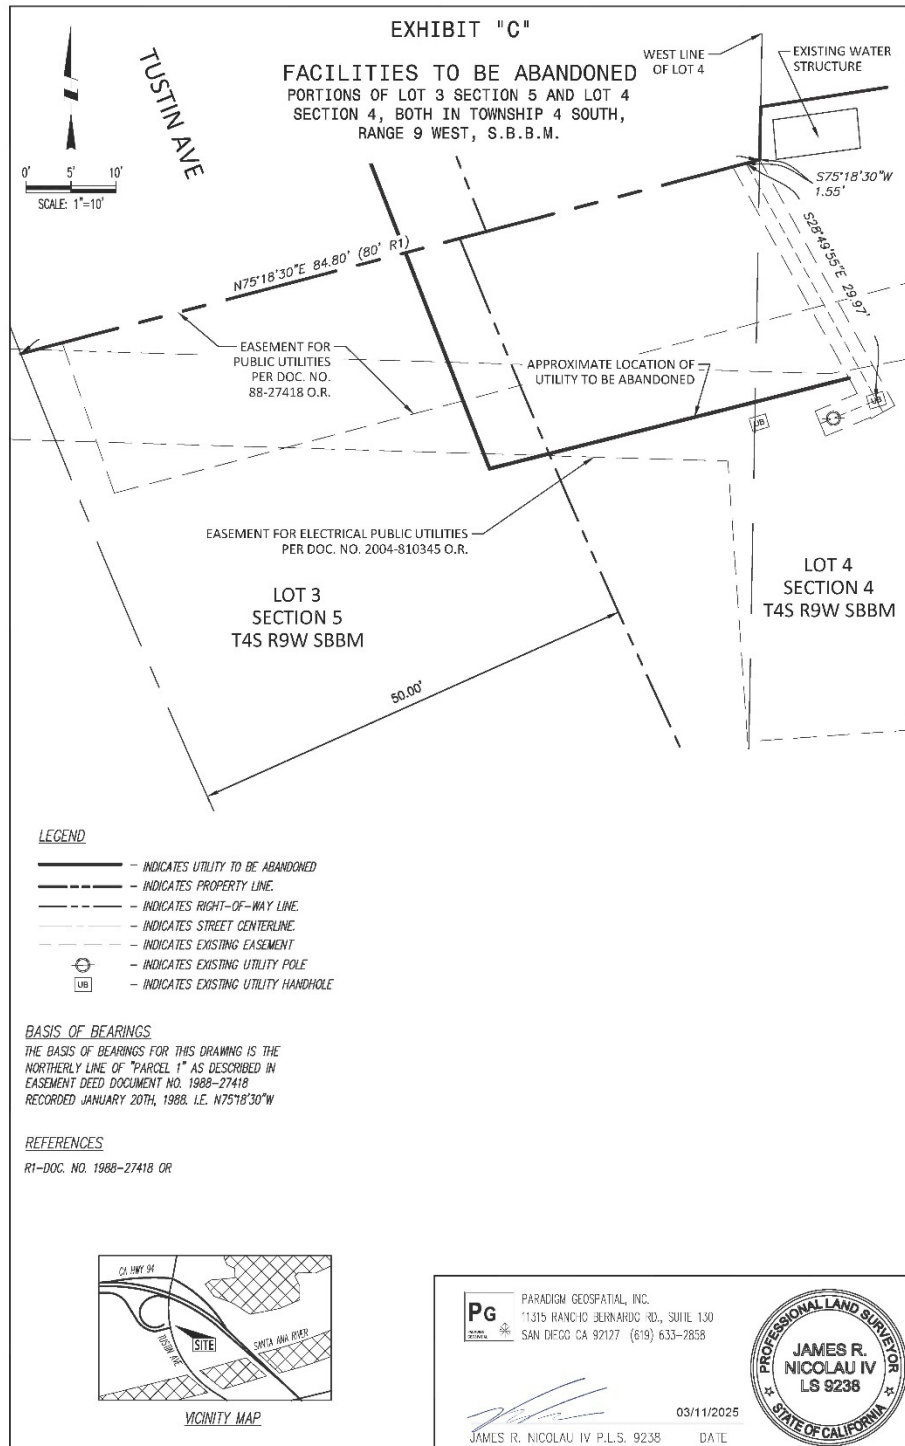 EXHIBIT "C"
FACILITIES TO BE ABANDONED
PORTIONS OF LOT 3 SECTION 5 AND LOT 4
SECTION 4, BOTH IN TOWNSHIP 4 SOUTH,
RANGE 9 WEST, S.B.B.M.
TUSTIN AVE
0' 5' 10'
SCALE: 1"=10'
WEST LINE
OF LOT 4
EXISTING WATER
STRUCTURE
S75°18'30"W
1.55'
S28°49'55"E 29.97'
N75°18'30"E 84.80' (80' R1)
EASEMENT FOR
PUBLIC UTILITIES
PER DOC. NO.
88-27418 O.R.
APPROXIMATE LOCATION OF
UTILITY TO BE ABANDONED
UB
UB
EASEMENT FOR ELECTRICAL PUBLIC UTILITIES
PER DOC. NO. 2004-810345 O.R.
LOT 3
SECTION 5
T4S R9W SBBM
LOT 4
SECTION 4
T4S R9W SBBM
50.00'
LEGEND
– INDICATES UTILITY TO BE ABANDONED
– INDICATES PROPERTY LINE.
– INDICATES RIGHT-OF-WAY LINE.
– INDICATES STREET CENTERLINE.
– INDICATES EXISTING EASEMENT
– INDICATES EXISTING UTILITY POLE
UB – INDICATES EXISTING UTILITY HANDHOLE
BASIS OF BEARINGS
THE BASIS OF BEARINGS FOR THIS DRAWING IS THE
NORTHERLY LINE OF "PARCEL 1" AS DESCRIBED IN
EASEMENT DEED DOCUMENT NO. 1988-27418
RECORDED JANUARY 20TH, 1988. I.E. N75°18'30"W
REFERENCES
R1-DOC. NO. 1988-27418 OR
CA HWY 94
SITE
SANTA ANA RIVER
TUSTIN AVE
VICINITY MAP
PG
PARADIGM GEOSPATIAL, INC.
11315 RANCHO BERNARDO RD., SUITE 130
SAN DIEGO CA 92127 (619) 633-2858
03/11/2025
JAMES R. NICOLAU IV P.L.S. 9238 DATE
PROFESSIONAL LAND SURVEYOR
JAMES R.
NICOLAU IV
LS 9238
STATE OF CALIFORNIA